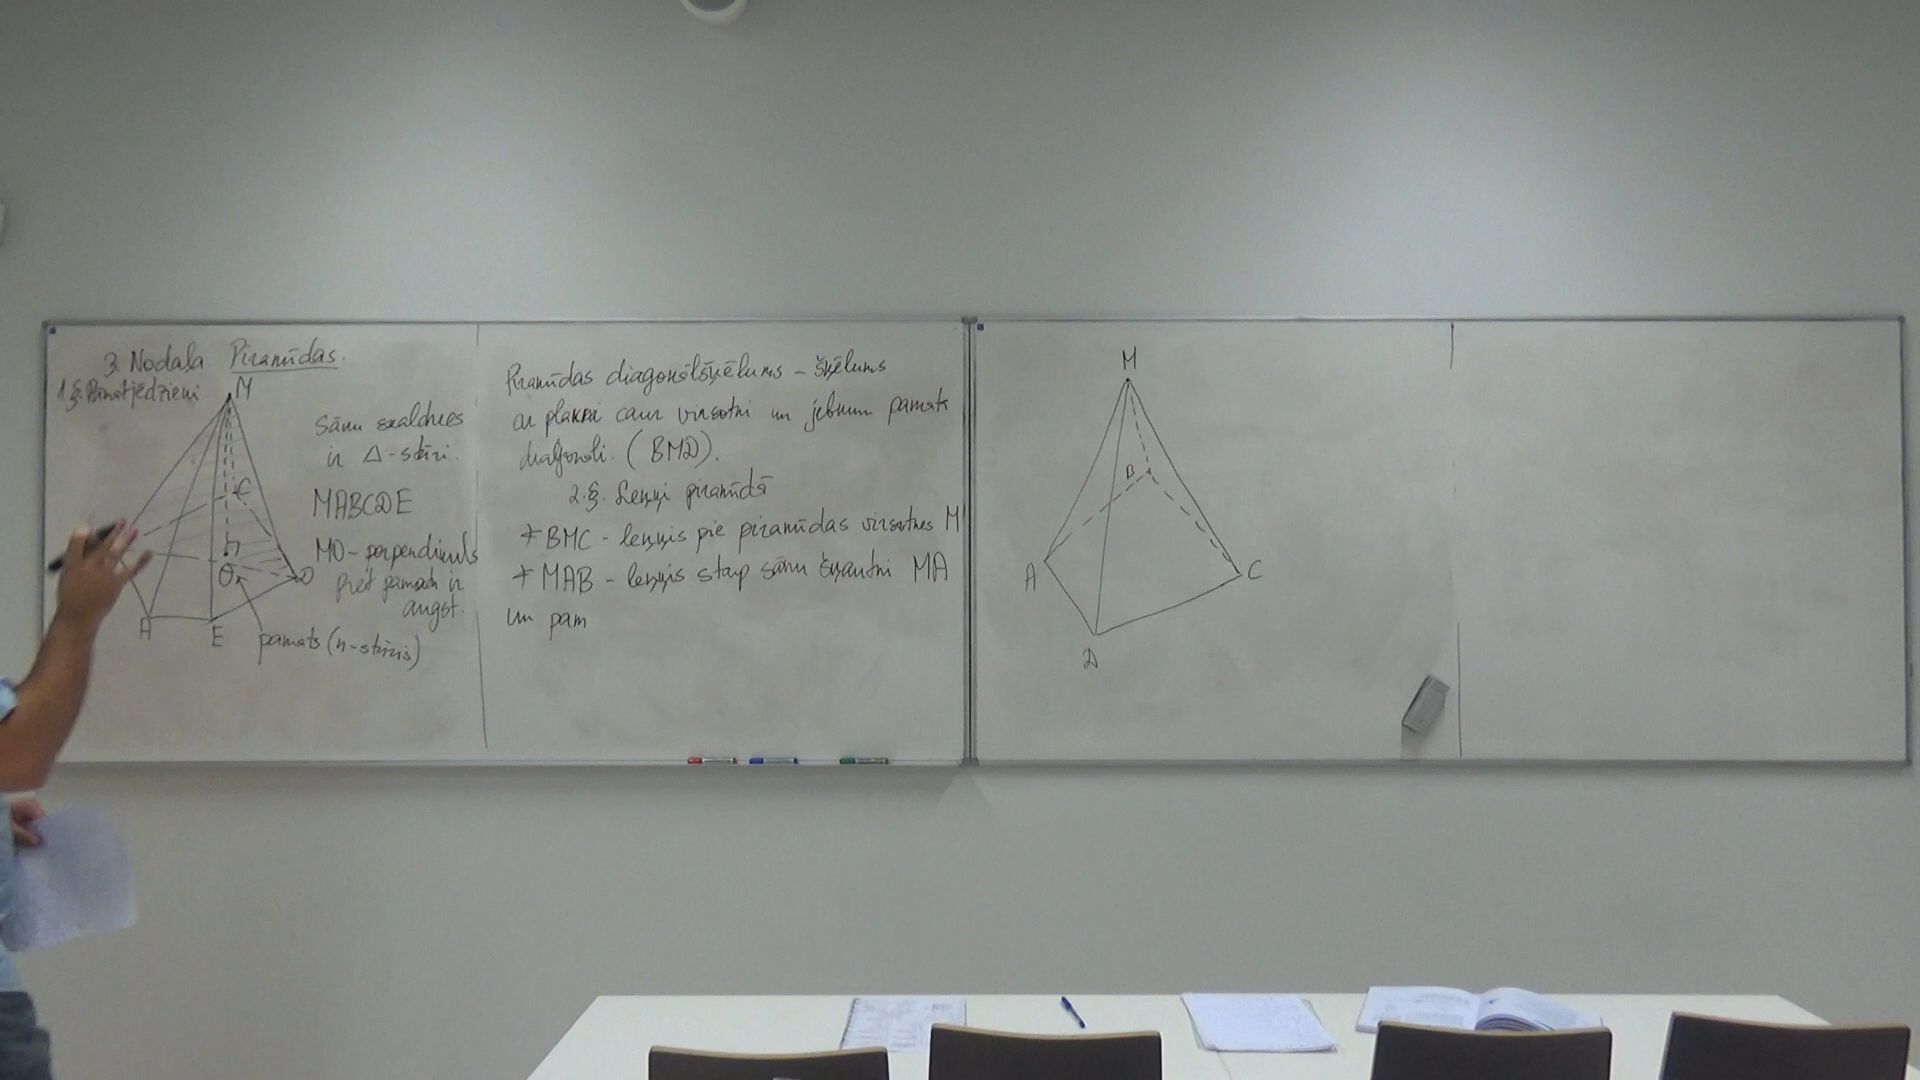 3. Nodaļa Piramīdas.
1.§. Pamatjēdzieni
M
C
h
O
D
A
E
pamats (n-stūris)
Sānu skaldnes
ir Δ-stūri.
MABCDE
MO - perpendikuls
pret pamatu ir
augst.
Piramīdas diagonālšķēlums - šķēlums
ar plakni caur virsotni un jebkuru pamata
diagonāli. (BMD).
2.§. Leņķi piramīdā
∢ BMC - leņķis pie piramīdas virsotnes M
∢ MAB - leņķis starp sānu šķautni MA
un pam
M
B
A
C
D